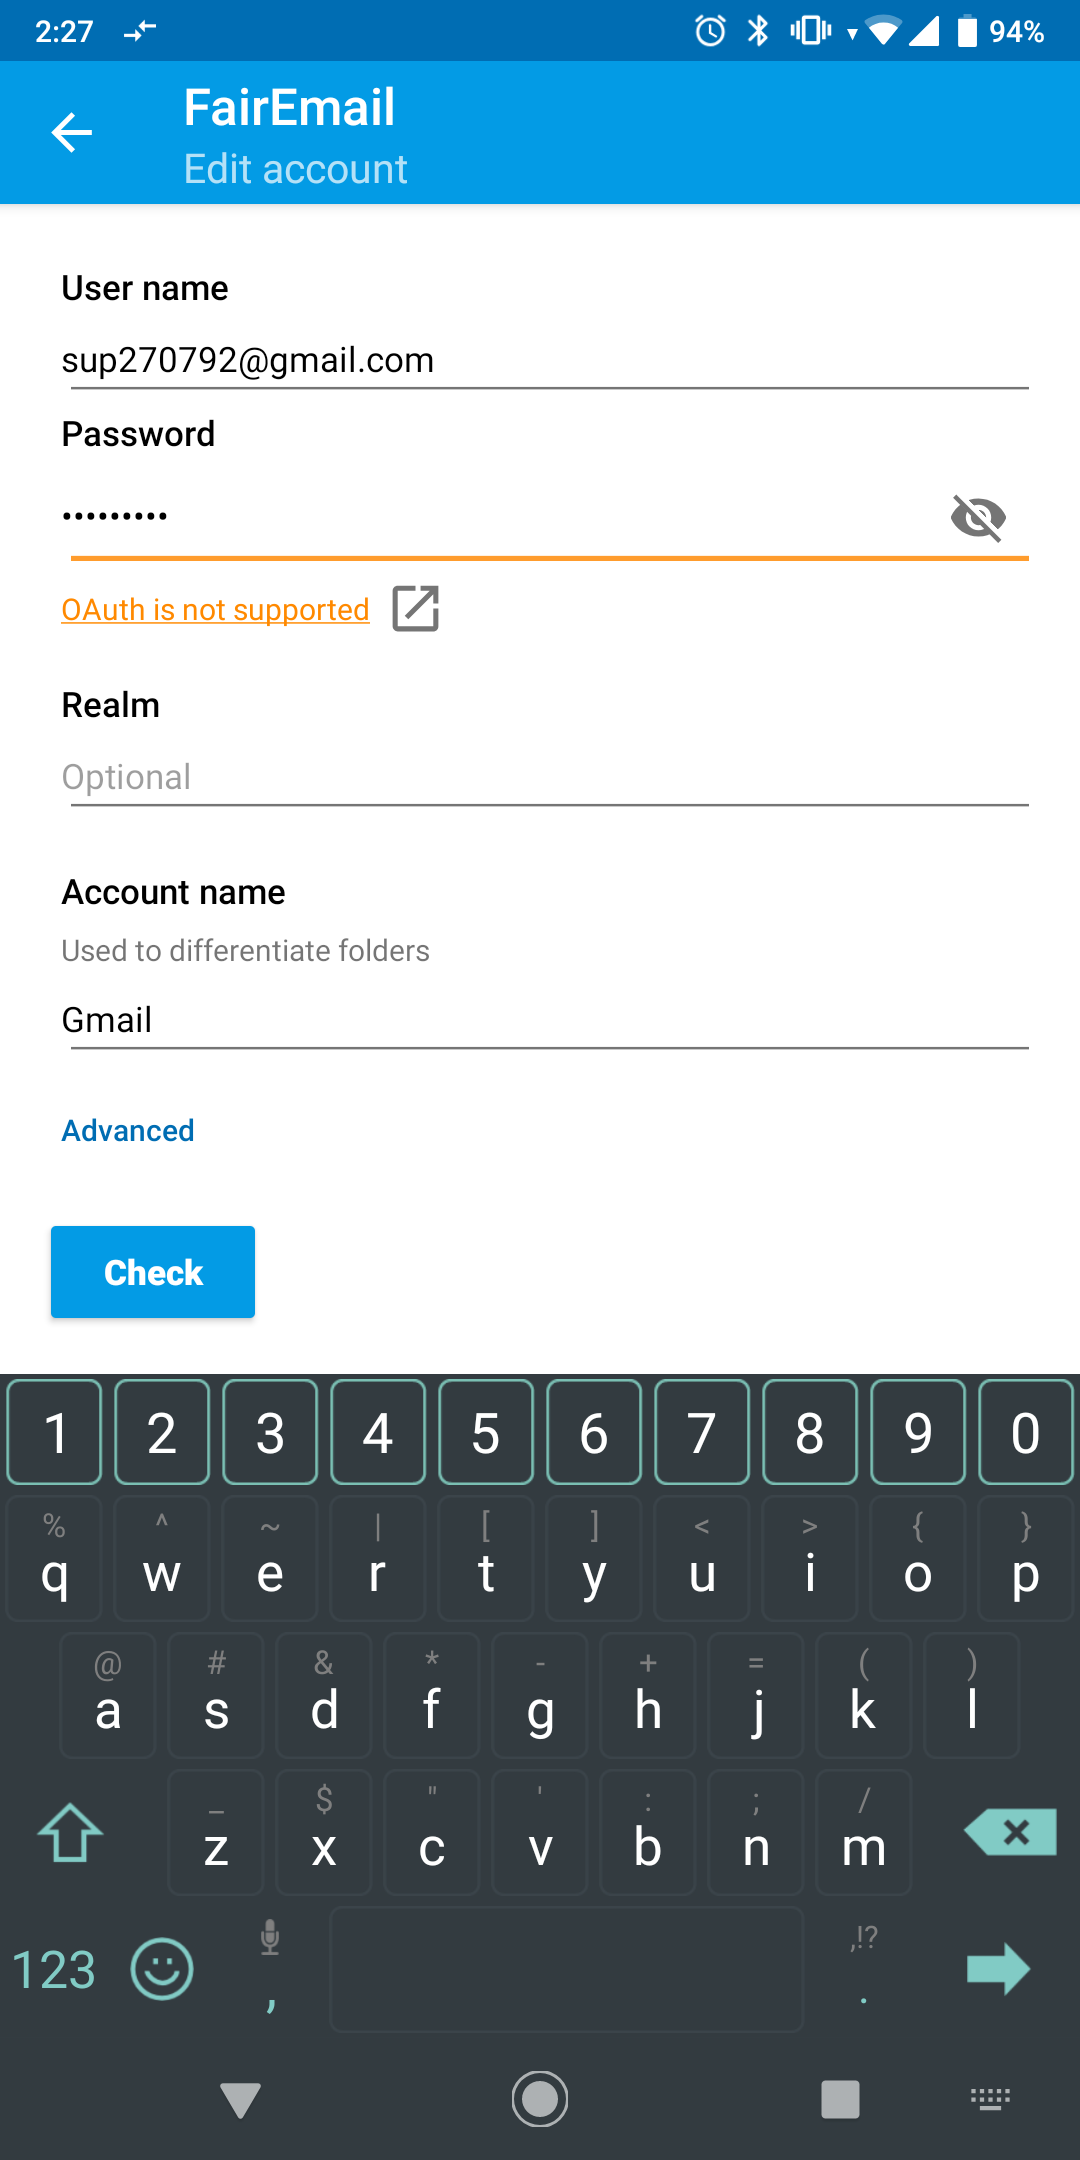 2:27 94%
FairEmail
Edit account
User name
sup270792@gmail.com
Password
•••••••••
OAuth is not supported
Realm
Optional
Account name
Used to differentiate folders
Gmail
Advanced
Check
1 2 3 4 5 6 7 8 9 0
% ^ ~ | [ ] < > { }
q w e r t y u i o p
@ # & * - + = ( )
a s d f g h j k l
_ $ " ' : ; /
z x c v b n m
,!?
123 , .